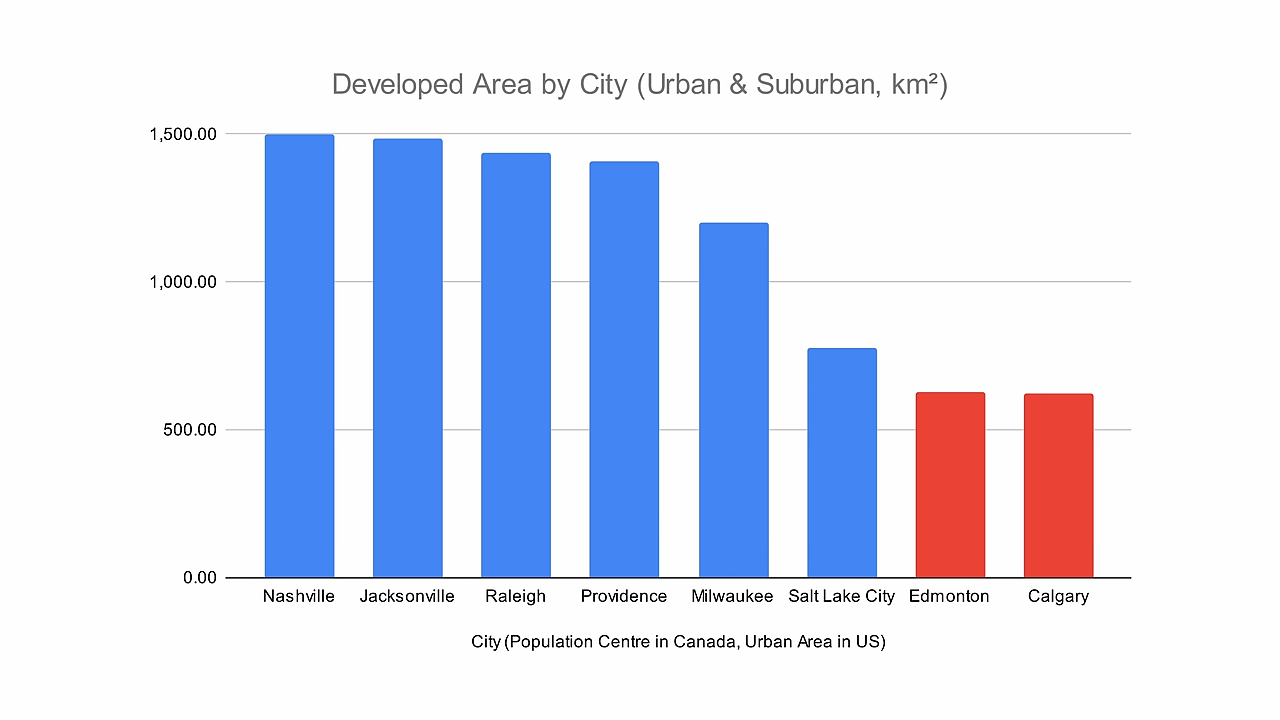 Developed Area by City (Urban & Suburban, km²)
1,500.00
1,000.00
500.00
0.00
Nashville Jacksonville Raleigh Providence Milwaukee Salt Lake City Edmonton Calgary
City (Population Centre in Canada, Urban Area in US)